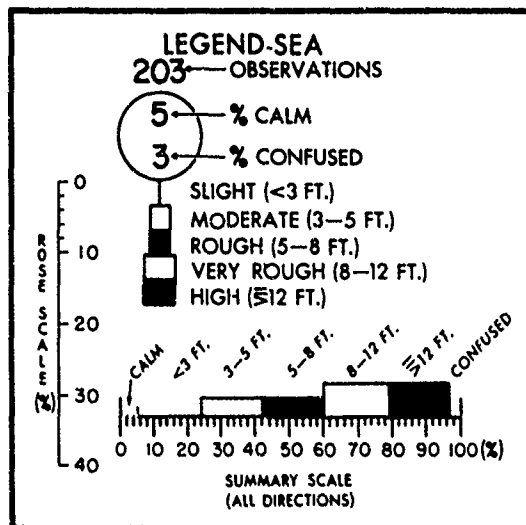 LEGEND-SEA
203 OBSERVATIONS
5 % CALM
3 % CONFUSED
SLIGHT (<3 FT.)
MODERATE (3–5 FT.)
ROUGH (5–8 FT.)
VERY ROUGH (8–12 FT.)
HIGH (≧12 FT.)
ROSE SCALE (%)
0
10
20
30
40
CALM
<3 FT.
3–5 FT.
5–8 FT.
8–12 FT.
≧12 FT.
CONFUSED
0 10 20 30 40 50 60 70 80 90 100 (%)
SUMMARY SCALE
(ALL DIRECTIONS)